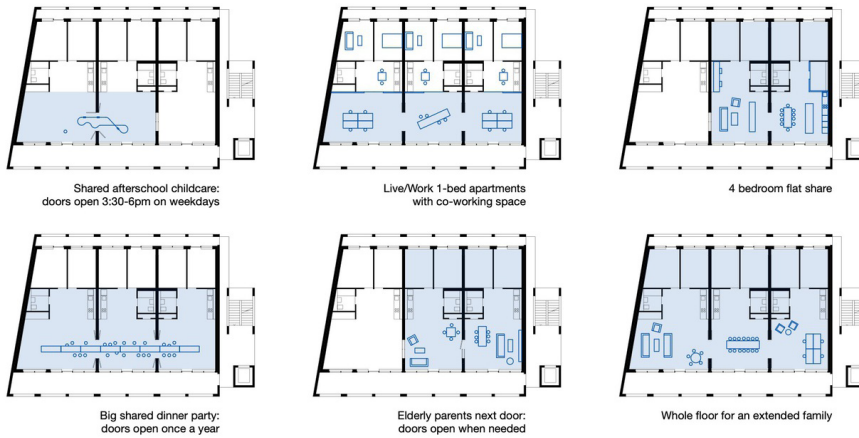 Shared afterschool childcare:
doors open 3:30-6pm on weekdays
Live/Work 1-bed apartments
with co-working space
4 bedroom flat share
Big shared dinner party:
doors open once a year
Elderly parents next door:
doors open when needed
Whole floor for an extended family